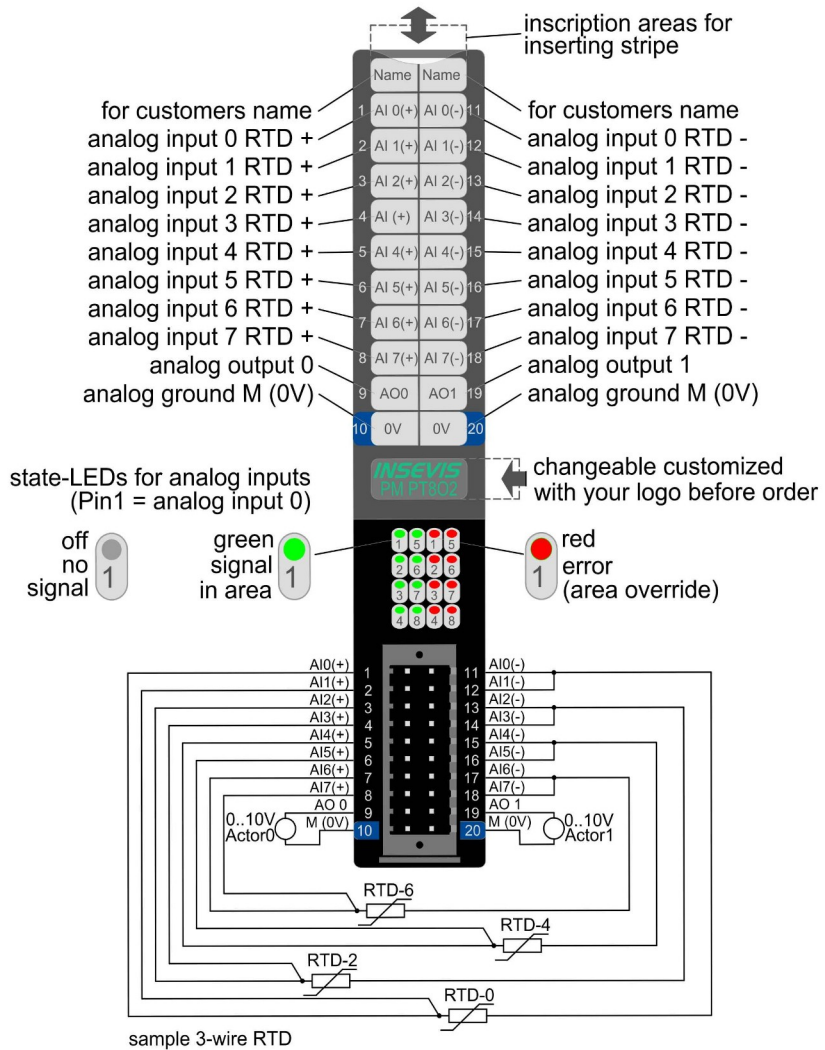 inscription areas for
inserting stripe
Name Name
for customers name
for customers name
1 AI 0(+) AI 0(-) 11
analog input 0 RTD +
analog input 0 RTD -
2 AI 1(+) AI 1(-) 12
analog input 1 RTD +
analog input 1 RTD -
3 AI 2(+) AI 2(-) 13
analog input 2 RTD +
analog input 2 RTD -
4 AI (+) AI 3(-) 14
analog input 3 RTD +
analog input 3 RTD -
5 AI 4(+) AI 4(-) 15
analog input 4 RTD +
analog input 4 RTD -
6 AI 5(+) AI 5(-) 16
analog input 5 RTD +
analog input 5 RTD -
7 AI 6(+) AI 6(-) 17
analog input 6 RTD +
analog input 6 RTD -
8 AI 7(+) AI 7(-) 18
analog input 7 RTD +
analog input 7 RTD -
analog output 0
analog output 1
9 AO0 AO1 19
analog ground M (0V)
analog ground M (0V)
10 0V 0V 20
INSEVIS
PM PT8O2
changeable customized
with your logo before order
state-LEDs for analog inputs
(Pin1 = analog input 0)
off
no
signal
1
green
signal
in area
1
1 5 1 5
2 6 2 6
3 7 3 7
4 8 4 8
1
red
error
(area override)
AI0(+) 1 11 AI0(-)
AI1(+) 2 12 AI1(-)
AI2(+) 3 13 AI2(-)
AI3(+) 4 14 AI3(-)
AI4(+) 5 15 AI4(-)
AI5(+) 6 16 AI5(-)
AI6(+) 7 17 AI6(-)
AI7(+) 8 18 AI7(-)
AO 0 9 19 AO 1
M (0V) 10 20 M (0V)
0..10V
Actor0
0..10V
Actor1
RTD-6
RTD-4
RTD-2
RTD-0
sample 3-wire RTD